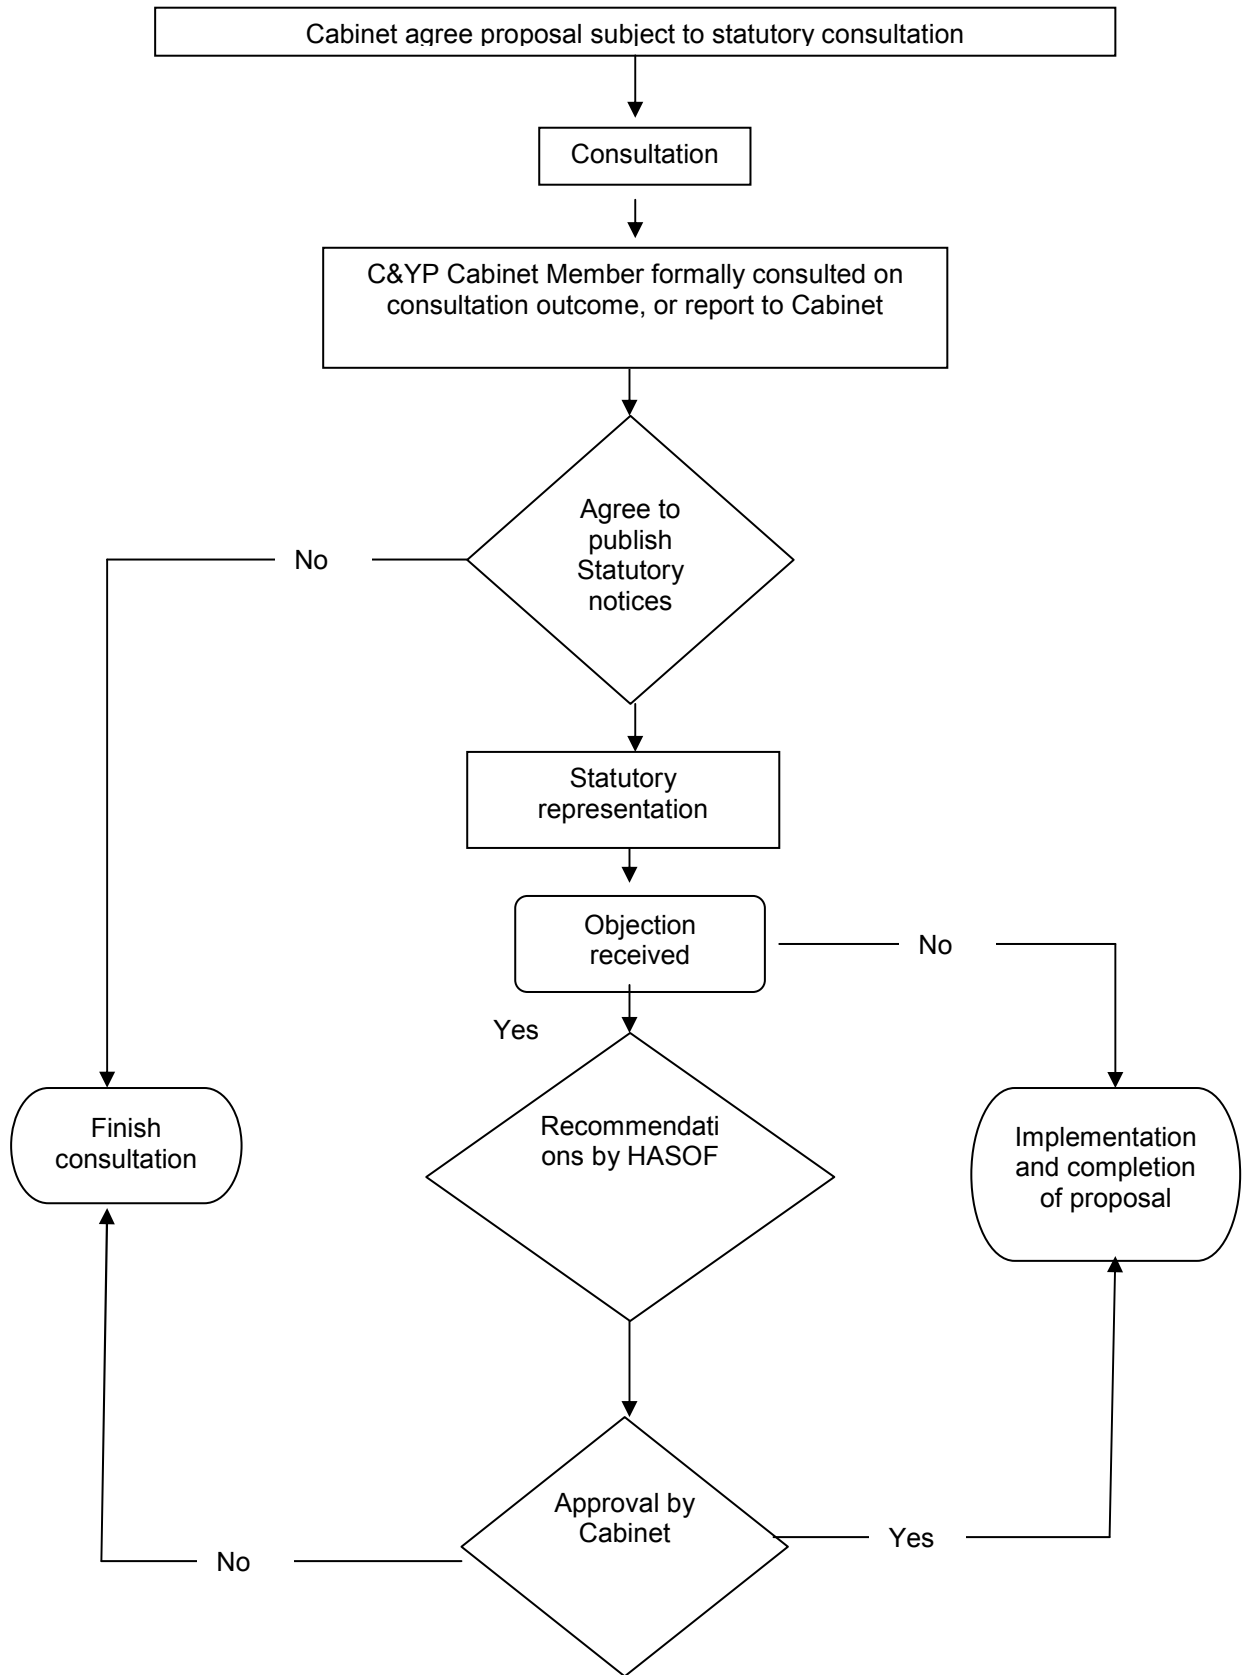 Cabinet agree proposal subject to statutory consultation
Consultation
C&YP Cabinet Member formally consulted on
consultation outcome, or report to Cabinet
Agree to
publish
Statutory
notices
No
Statutory
representation
Objection
received
No
Yes
Recommendati
ons by HASOF
Finish
consultation
Implementation
and completion
of proposal
Approval by
Cabinet
Yes
No